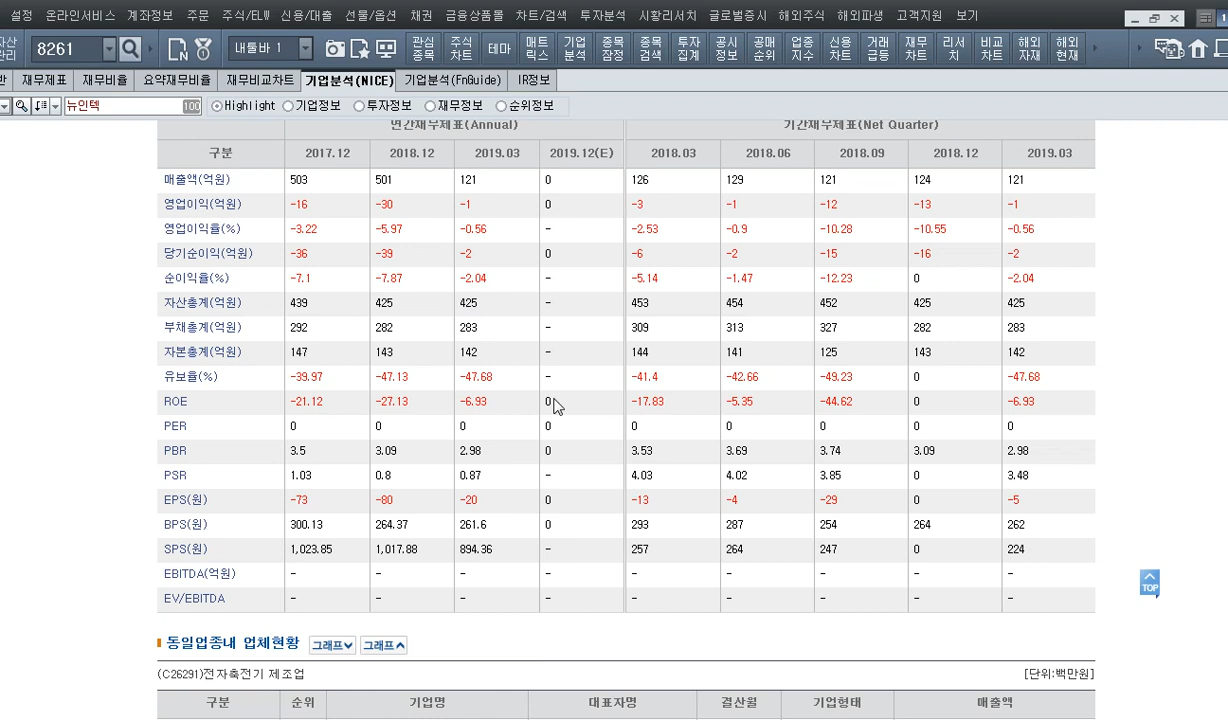 설정 온라인서비스 계좌정보 주문 주식/ELW 신용/대출 선물/옵션 채권 금융상품몰 차트/검색 투자분석 시황리서치 글로벌증시 해외주식 해외파생 고객지원 보기
자산관리 8261 내툴바 1 관심종목 주식차트 테마 매트릭스 기업분석 종목잠정 종목검색 투자집계 공시정보 공매순위 업종지수 신용차트 거래급등 재무차트 리서치 비교차트 해외자재 해외현재
반 재무제표 재무비율 요약재무비율 재무비교차트 기업분석(NICE) 기업분석(FnGuide) IR정보
뉴인텍 100 Highlight 기업정보 투자정보 재무정보 순위정보
연간재무제표(Annual) 기간재무제표(Net Quarter)
구분 2017.12 2018.12 2019.03 2019.12(E) 2018.03 2018.06 2018.09 2018.12 2019.03
매출액(억원) 503 501 121 0 126 129 121 124 121
영업이익(억원) -16 -30 -1 0 -3 -1 -12 -13 -1
영업이익률(%) -3.22 -5.97 -0.56 - -2.53 -0.9 -10.28 -10.55 -0.56
당기순이익(억원) -36 -39 -2 0 -6 -2 -15 -16 -2
순이익률(%) -7.1 -7.87 -2.04 - -5.14 -1.47 -12.23 0 -2.04
자산총계(억원) 439 425 425 - 453 454 452 425 425
부채총계(억원) 292 282 283 - 309 313 327 282 283
자본총계(억원) 147 143 142 - 144 141 125 143 142
유보율(%) -39.97 -47.13 -47.68 - -41.4 -42.66 -49.23 0 -47.68
ROE -21.12 -27.13 -6.93 0 -17.83 -5.35 -44.62 0 -6.93
PER 0 0 0 0 0 0 0 0 0
PBR 3.5 3.09 2.98 0 3.53 3.69 3.74 3.09 2.98
PSR 1.03 0.8 0.87 - 4.03 4.02 3.85 0 3.48
EPS(원) -73 -80 -20 0 -13 -4 -29 0 -5
BPS(원) 300.13 264.37 261.6 0 293 287 254 264 262
SPS(원) 1,023.85 1,017.88 894.36 - 257 264 247 0 224
EBITDA(억원) - - - - - - - - -
EV/EBITDA - - - - - - - - -
TOP
동일업종내 업체현황 그래프 그래프
(C26291)전자축전기 제조업 [단위:백만원]
구분 순위 기업명 대표자명 결산월 기업형태 매출액